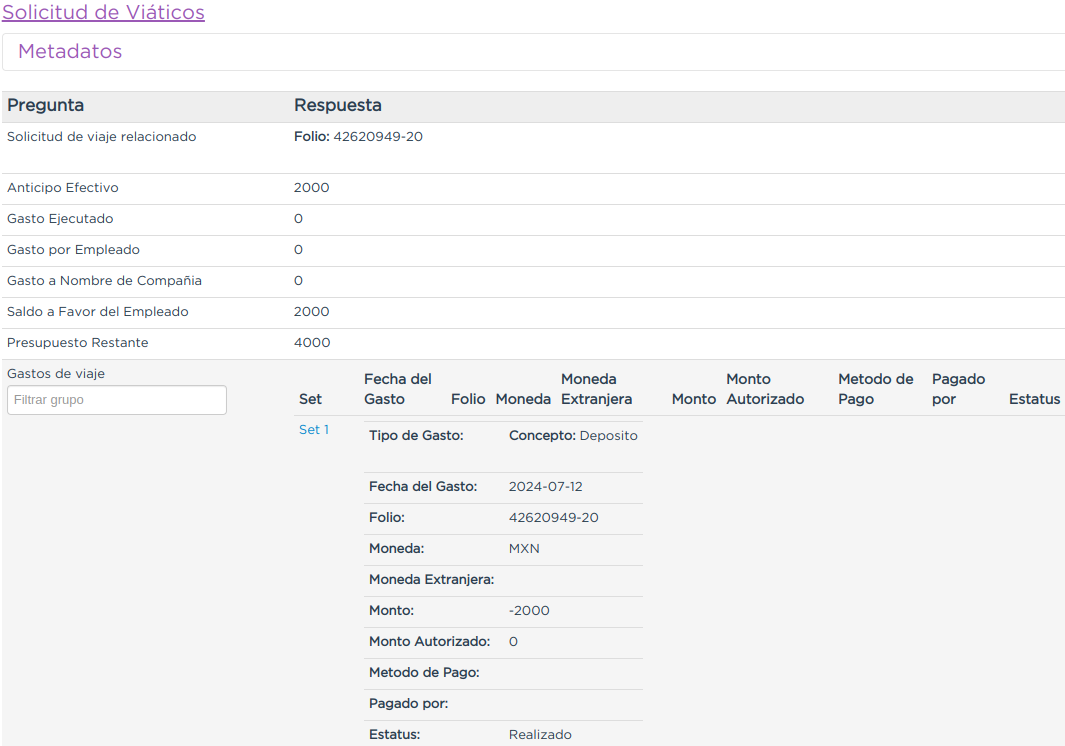 Solicitud de Viáticos
Metadatos
Pregunta Respuesta
Solicitud de viaje relacionado Folio: 42620949-20
Anticipo Efectivo 2000
Gasto Ejecutado 0
Gasto por Empleado 0
Gasto a Nombre de Compañia 0
Saldo a Favor del Empleado 2000
Presupuesto Restante 4000
Gastos de viaje
Filtrar grupo
Set Fecha del Gasto Folio Moneda Moneda Extranjera Monto Monto Autorizado Metodo de Pago Pagado por Estatus
Set 1 Tipo de Gasto: Concepto: Deposito
Fecha del Gasto: 2024-07-12
Folio: 42620949-20
Moneda: MXN
Moneda Extranjera:
Monto: -2000
Monto Autorizado: 0
Metodo de Pago:
Pagado por:
Estatus: Realizado